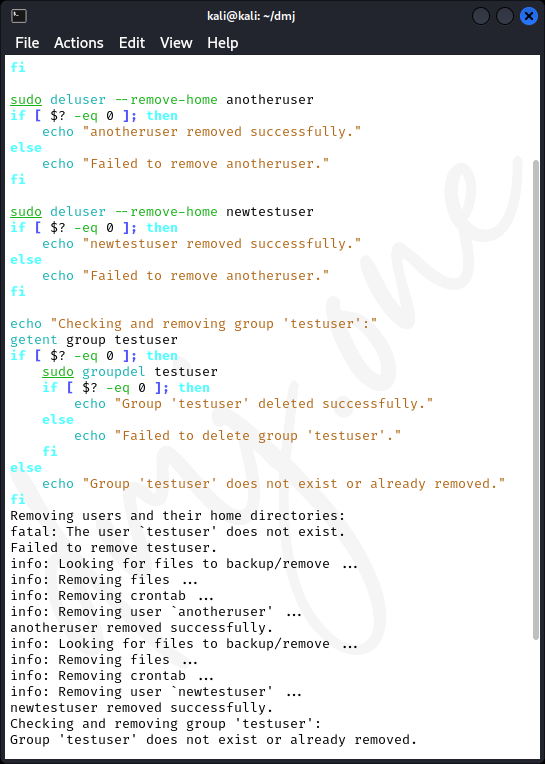 kali@kali: ~/dmj
File Actions Edit View Help
fi
sudo deluser --remove-home anotheruser
if [ $? -eq 0 ]; then
    echo "anotheruser removed successfully."
else
    echo "Failed to remove anotheruser."
fi
sudo deluser --remove-home newtestuser
if [ $? -eq 0 ]; then
    echo "newtestuser removed successfully."
else
    echo "Failed to remove anotheruser."
fi
echo "Checking and removing group 'testuser':"
getent group testuser
if [ $? -eq 0 ]; then
    sudo groupdel testuser
    if [ $? -eq 0 ]; then
        echo "Group 'testuser' deleted successfully."
    else
        echo "Failed to delete group 'testuser'."
    fi
else
    echo "Group 'testuser' does not exist or already removed."
fi
Removing users and their home directories:
fatal: The user `testuser' does not exist.
Failed to remove testuser.
info: Looking for files to backup/remove ...
info: Removing files ...
info: Removing crontab ...
info: Removing user `anotheruser' ...
anotheruser removed successfully.
info: Looking for files to backup/remove ...
info: Removing files ...
info: Removing crontab ...
info: Removing user `newtestuser' ...
newtestuser removed successfully.
Checking and removing group 'testuser':
Group 'testuser' does not exist or already removed.